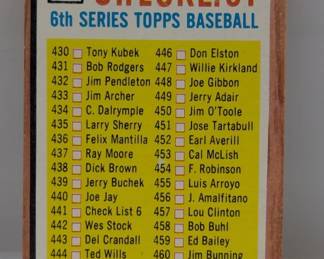 CHECKLIST
6th SERIES TOPPS BASEBALL
430 Tony Kubek
431 Bob Rodgers
432 Jim Pendleton
433 Jim Archer
434 C. Dalrymple
435 Larry Sherry
436 Felix Mantilla
437 Ray Moore
438 Dick Brown
439 Jerry Buchek
440 Joe Jay
441 Check List 6
442 Wes Stock
443 Del Crandall
444 Ted Wills
446 Don Elston
447 Willie Kirkland
448 Joe Gibbon
449 Jerry Adair
450 Jim O'Toole
451 Jose Tartabull
452 Earl Averill
453 Cal McLish
454 F. Robinson
455 Luis Arroyo
456 J. Amalfitano
457 Lou Clinton
458 Bob Buhl
459 Ed Bailey
460 Jim Bunning